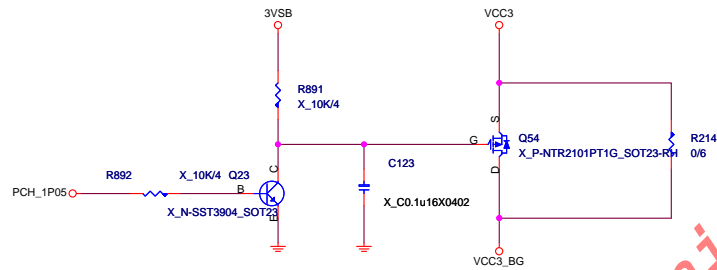 3VSB
VCC3
R891
X_10K/4
R214
0/6
S
G
Q54
X_P-NTR2101PT1G_SOT23-RH
D
C123
X_C0.1u16X0402
R892
X_10K/4
Q23
C
B
E
X_N-SST3904_SOT23
PCH_1P05
VCC3_BG